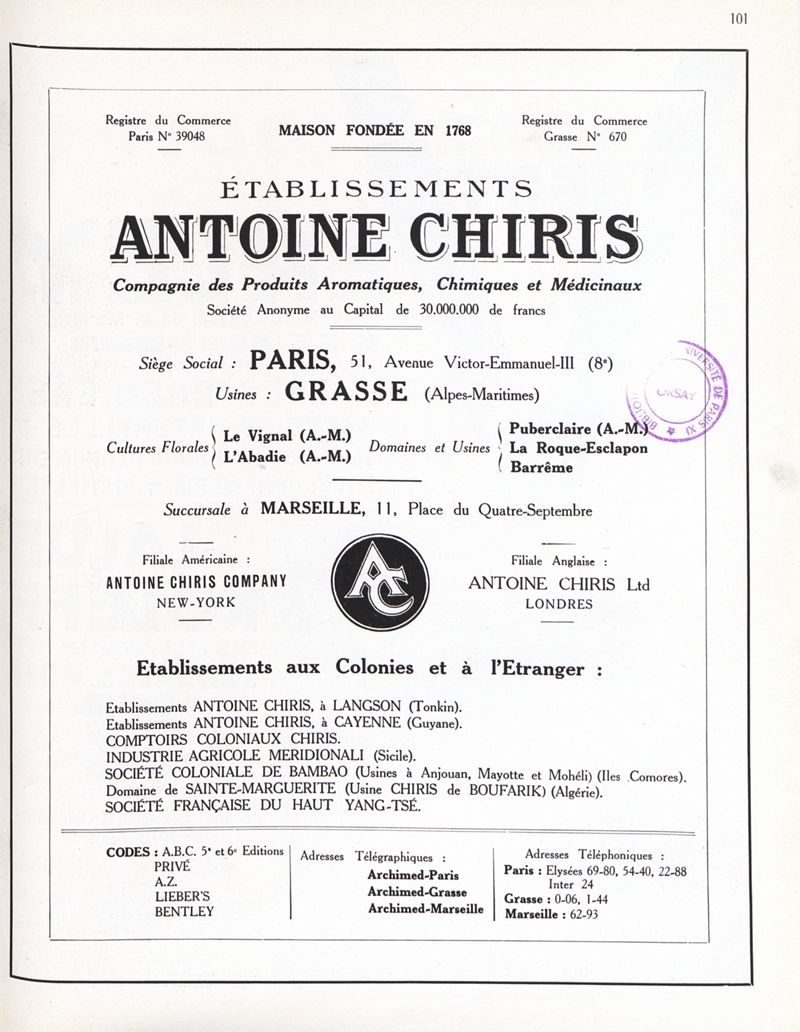 101
Registre du Commerce
Paris N° 39048
MAISON FONDÉE EN 1768
Registre du Commerce
Grasse N° 670
ÉTABLISSEMENTS
ANTOINE CHIRIS
Compagnie des Produits Aromatiques, Chimiques et Médicinaux
Société Anonyme au Capital de 30.000.000 de francs
Siège Social : PARIS, 51, Avenue Victor-Emmanuel-III (8e)
Usines : GRASSE (Alpes-Maritimes)
Cultures Florales
Le Vignal (A.-M.)
L'Abadie (A.-M.)
Domaines et Usines
Puberclaire (A.-M.)
La Roque-Esclapon
Barrême
UNIVERSITÉ DE PARIS XI
ORSAY
Succursale à MARSEILLE, 11, Place du Quatre-Septembre
Filiale Américaine :
ANTOINE CHIRIS COMPANY
NEW-YORK
AC
Filiale Anglaise :
ANTOINE CHIRIS Ltd
LONDRES
Etablissements aux Colonies et à l'Etranger :
Etablissements ANTOINE CHIRIS, à LANGSON (Tonkin).
Etablissements ANTOINE CHIRIS, à CAYENNE (Guyane).
COMPTOIRS COLONIAUX CHIRIS.
INDUSTRIE AGRICOLE MERIDIONALI (Sicile).
SOCIÉTÉ COLONIALE DE BAMBAO (Usines à Anjouan, Mayotte et Mohéli) (Iles Comores).
Domaine de SAINTE-MARGUERITE (Usine CHIRIS de BOUFARIK) (Algérie).
SOCIÉTÉ FRANÇAISE DU HAUT YANG-TSÉ.
CODES : A.B.C. 5e et 6e Editions
PRIVÉ
A.Z.
LIEBER'S
BENTLEY
Adresses Télégraphiques :
Archimed-Paris
Archimed-Grasse
Archimed-Marseille
Adresses Téléphoniques :
Paris : Elysées 69-80, 54-40, 22-88
Inter 24
Grasse : 0-06, 1-44
Marseille : 62-93